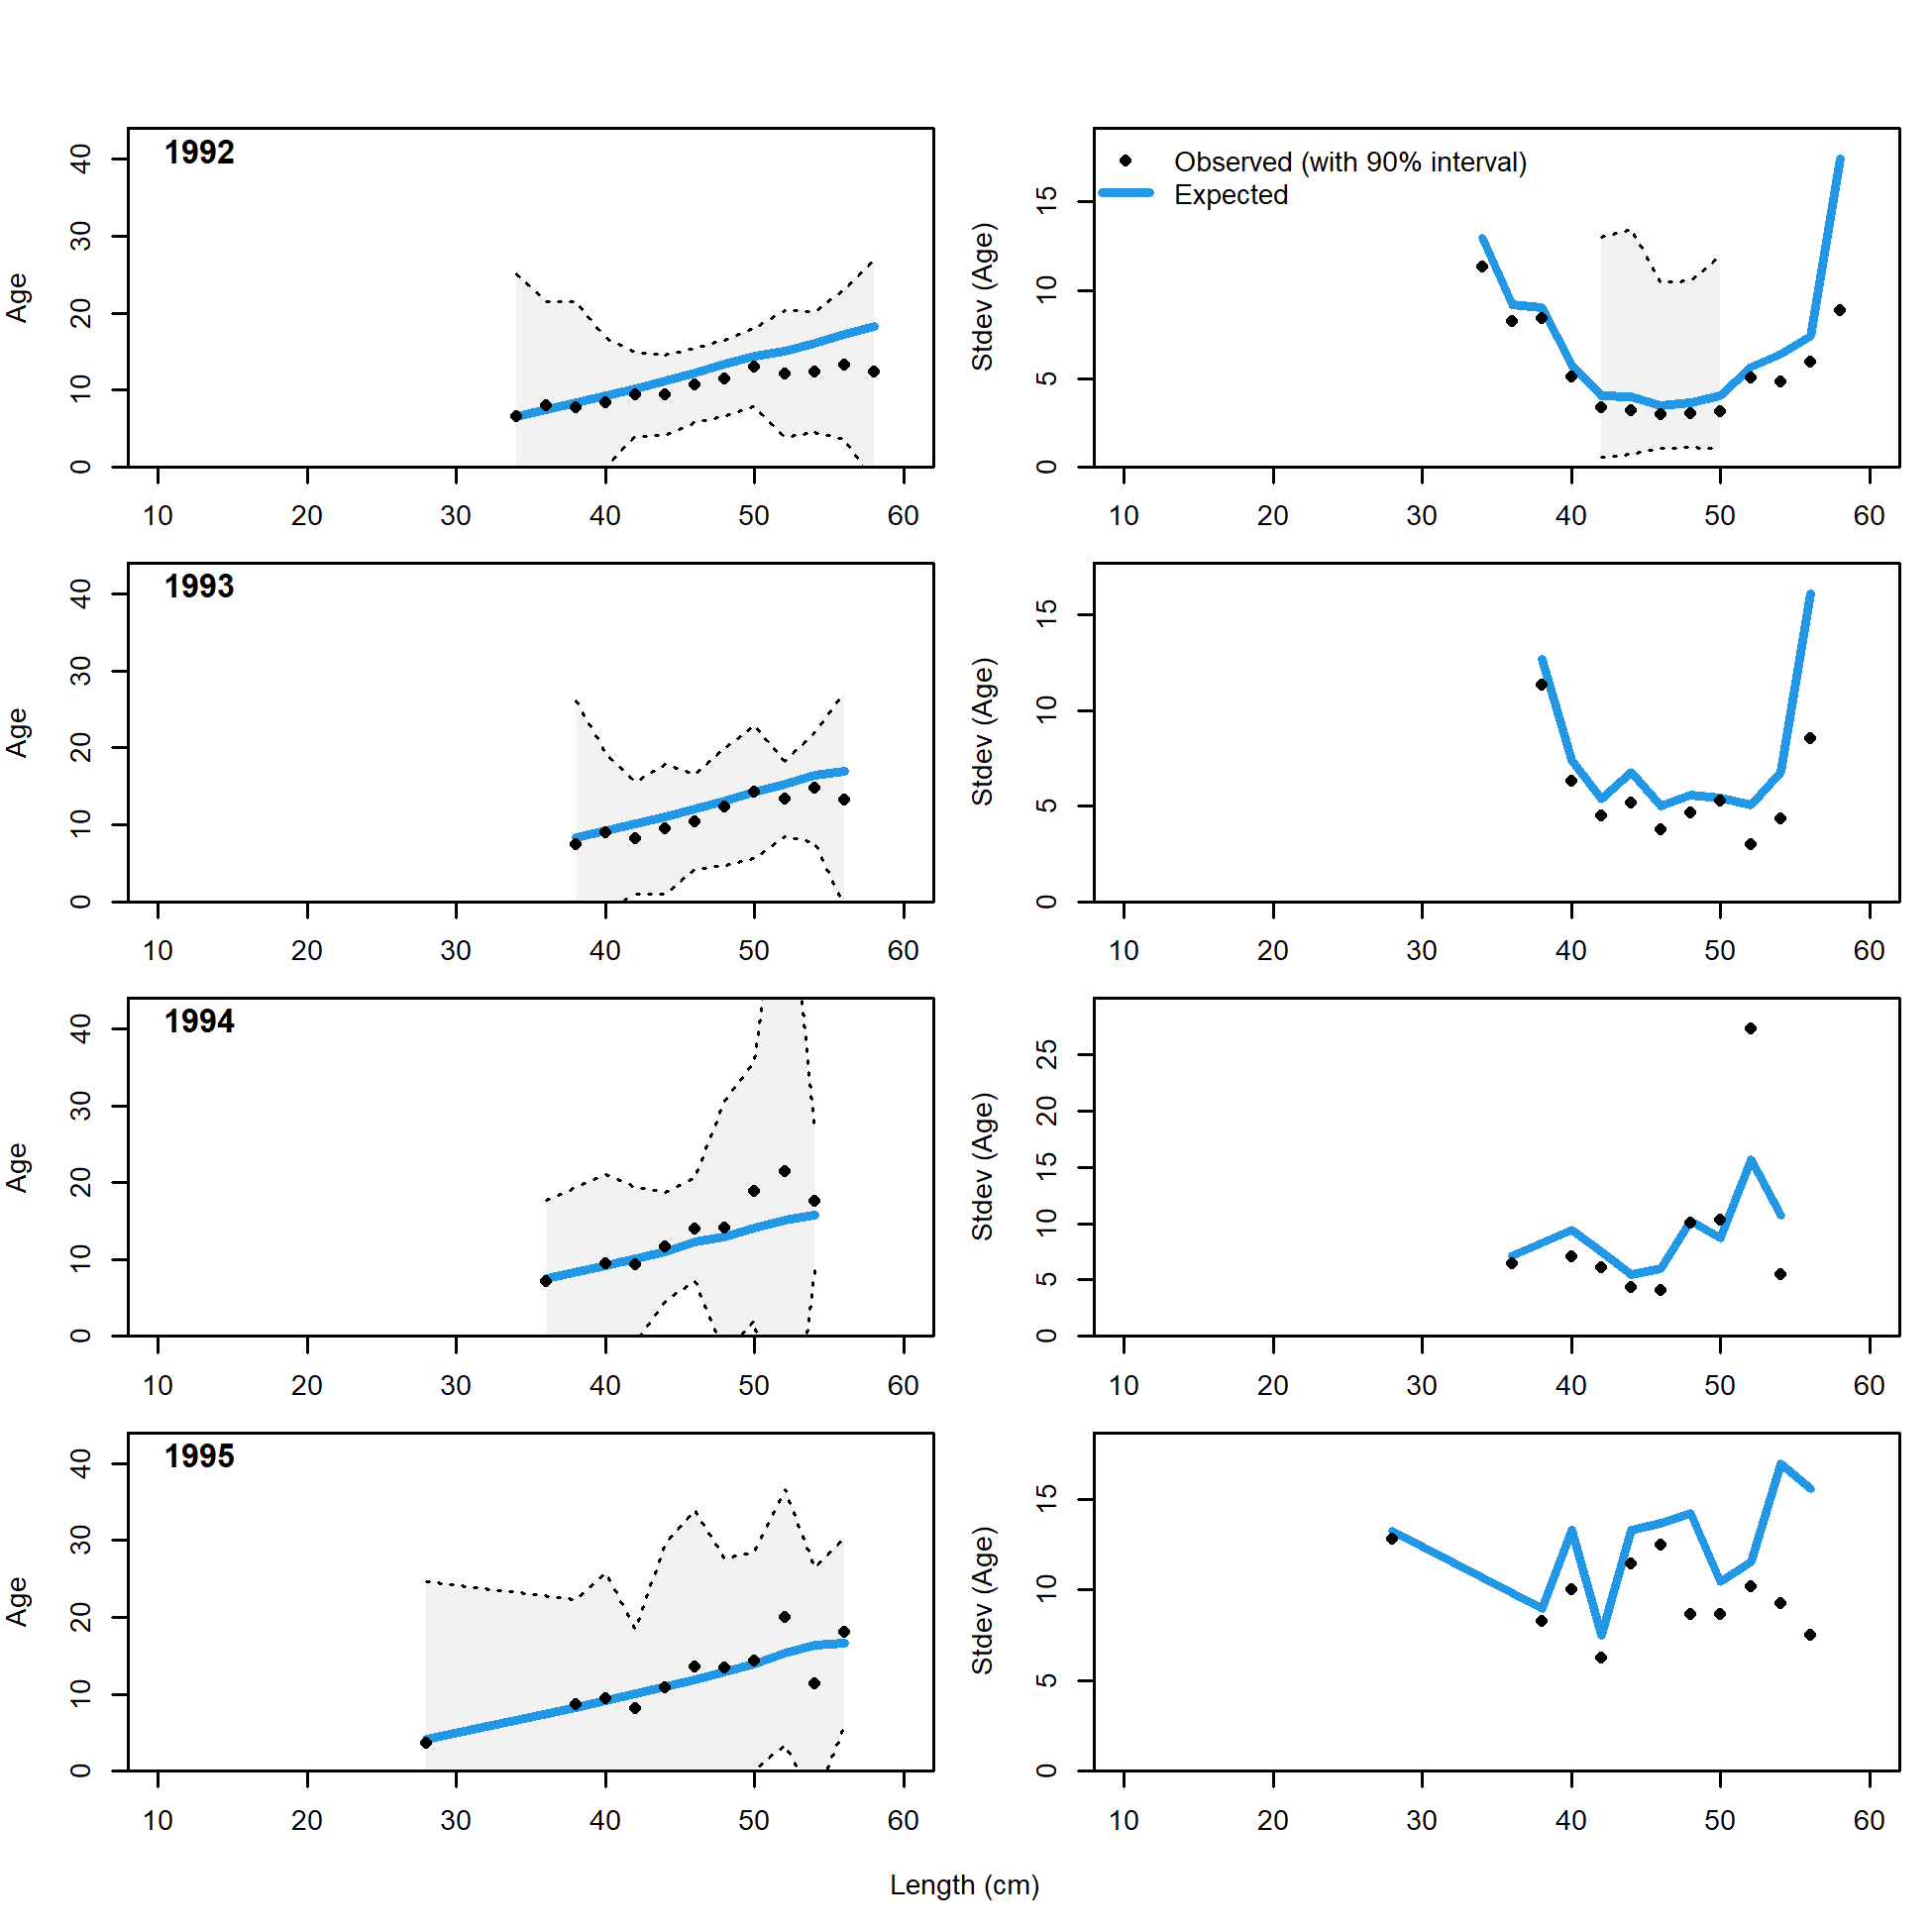 1992
Age
0 10 20 30 40
10 20 30 40 50 60
Observed (with 90% interval)
Expected
Stdev (Age)
0 5 10 15
10 20 30 40 50 60
1993
Age
0 10 20 30 40
10 20 30 40 50 60
Stdev (Age)
0 5 10 15
10 20 30 40 50 60
1994
Age
0 10 20 30 40
10 20 30 40 50 60
Stdev (Age)
0 5 10 15 20 25
10 20 30 40 50 60
1995
Age
0 10 20 30 40
10 20 30 40 50 60
Stdev (Age)
0 5 10 15
10 20 30 40 50 60
Length (cm)